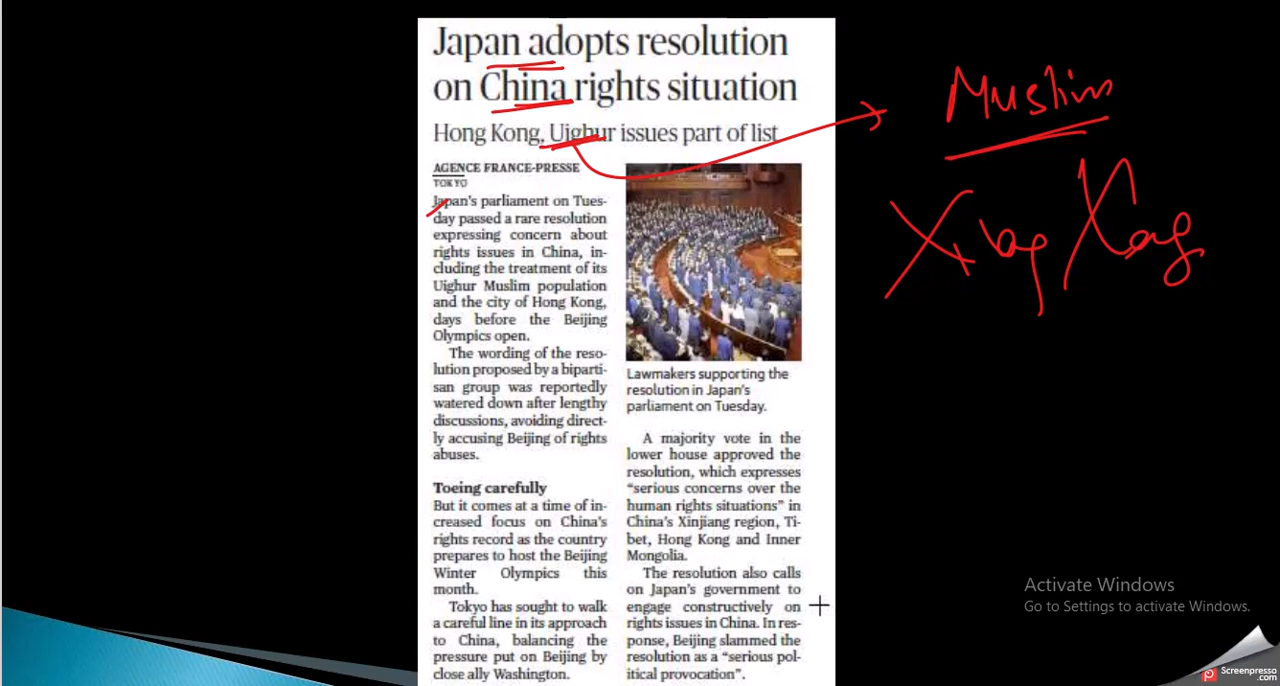 Japan adopts resolution
on China rights situation
Hong Kong, Uighur issues part of list
AGENCE FRANCE-PRESSE
TOKYO
Japan's parliament on Tues-
day passed a rare resolution
expressing concern about
rights issues in China, in-
cluding the treatment of its
Uighur Muslim population
and the city of Hong Kong,
days before the Beijing
Olympics open.
The wording of the reso-
lution proposed by a biparti-
san group was reportedly
watered down after lengthy
discussions, avoiding direct-
ly accusing Beijing of rights
abuses.
Toeing carefully
But it comes at a time of in-
creased focus on China's
rights record as the country
prepares to host the Beijing
Winter Olympics this
month.
Tokyo has sought to walk
a careful line in its approach
to China, balancing the
pressure put on Beijing by
close ally Washington.
Lawmakers supporting the
resolution in Japan's
parliament on Tuesday.
A majority vote in the
lower house approved the
resolution, which expresses
"serious concerns over the
human rights situations" in
China's Xinjiang region, Ti-
bet, Hong Kong and Inner
Mongolia.
The resolution also calls
on Japan's government to
engage constructively on
rights issues in China. In res-
ponse, Beijing slammed the
resolution as a "serious pol-
itical provocation".
Muslim
Activate Windows
Go to Settings to activate Windows.
Screenpresso
.com